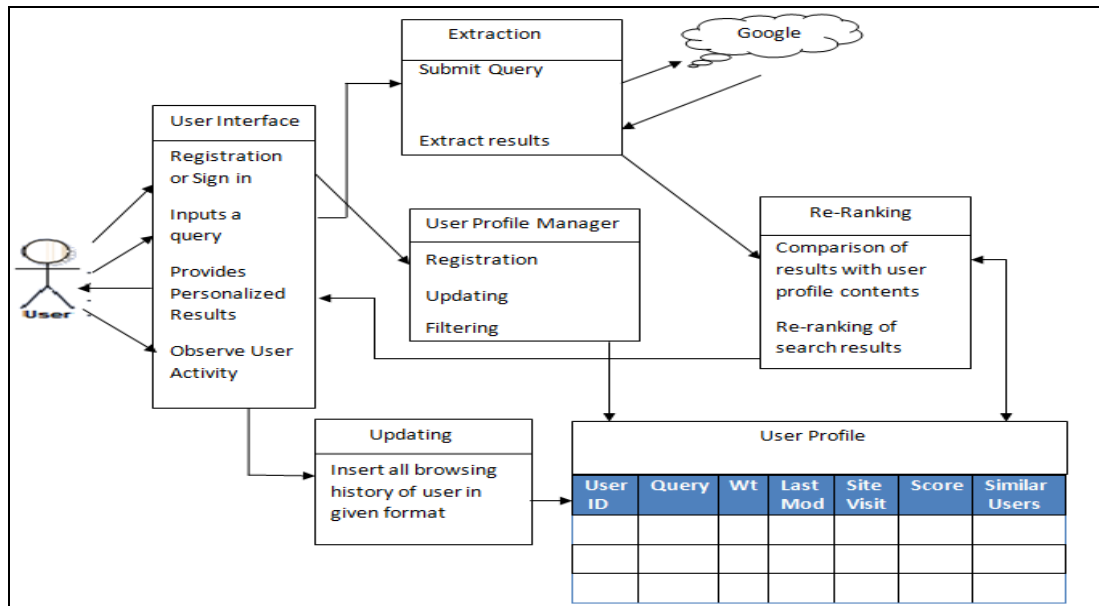 Extraction
Submit Query
Extract results
Google
User Interface
Registration
or Sign in
Inputs a
query
Provides
Personalized
Results
Observe User
Activity
User
User Profile Manager
Registration
Updating
Filtering
Re-Ranking
Comparison of
results with user
profile contents
Re-ranking of
search results
Updating
Insert all browsing
history of user in
given format
User Profile
User ID
Query
Wt
Last Mod
Site Visit
Score
Similar Users